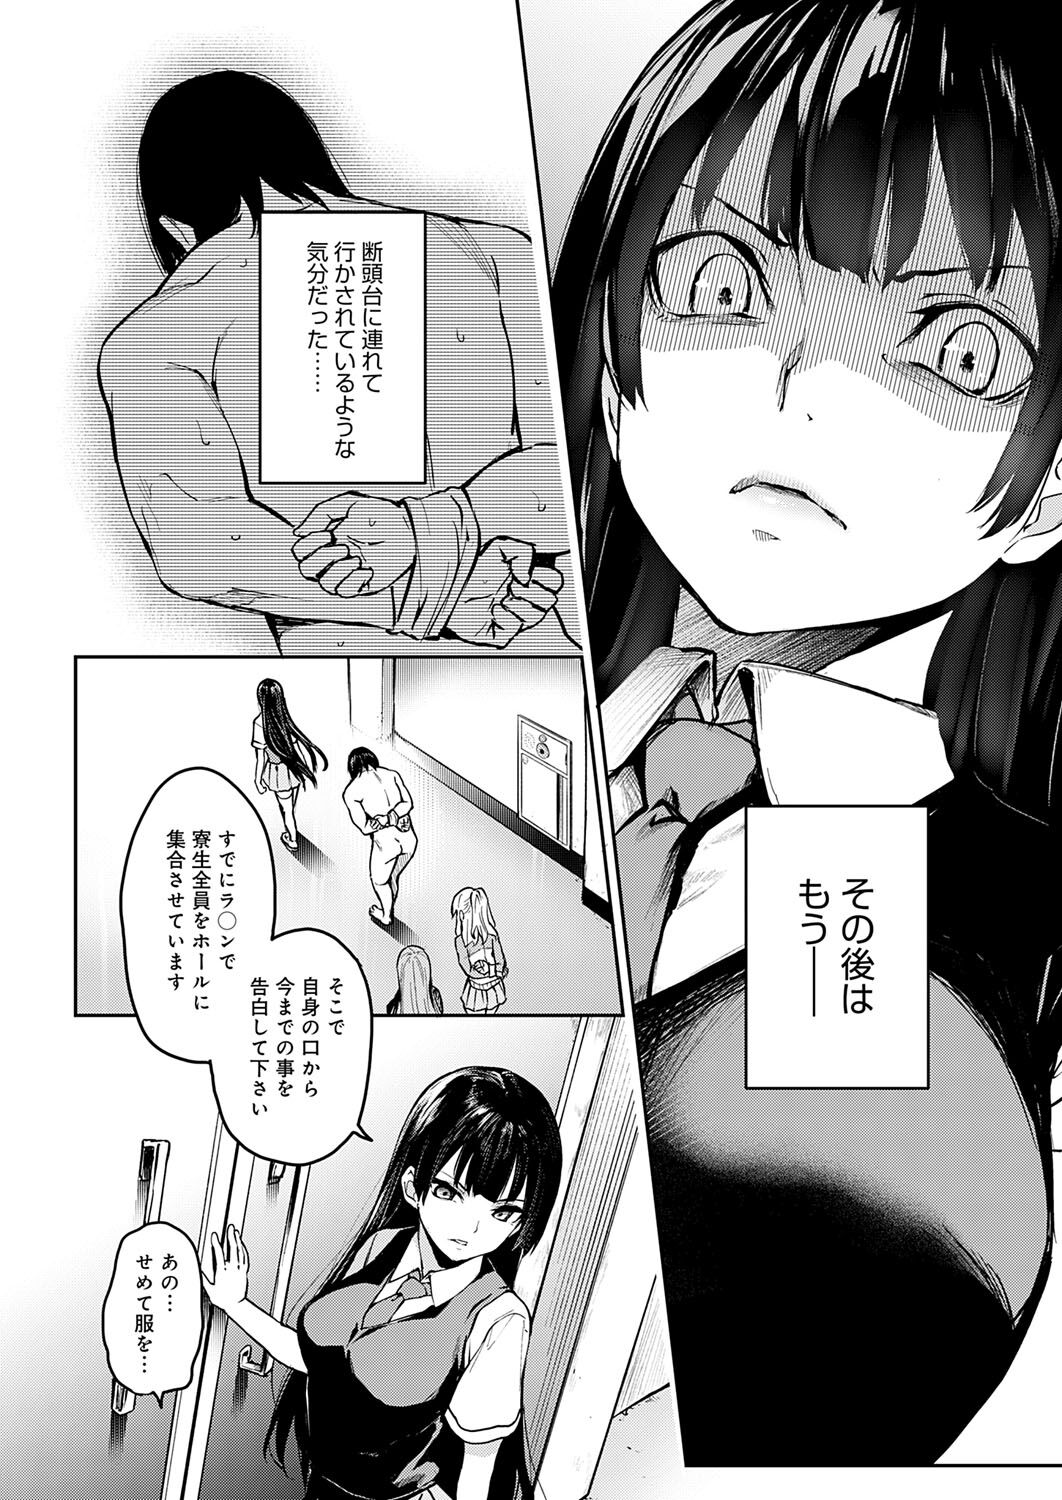 その後は
もう――
断頭台に連れて
行かされているような
気分だった……
すでにラ○ンで
寮生全員をホールに
集合させています
そこで
自身の口から
今までの事を
告白して下さい
あの…
せめて服を…